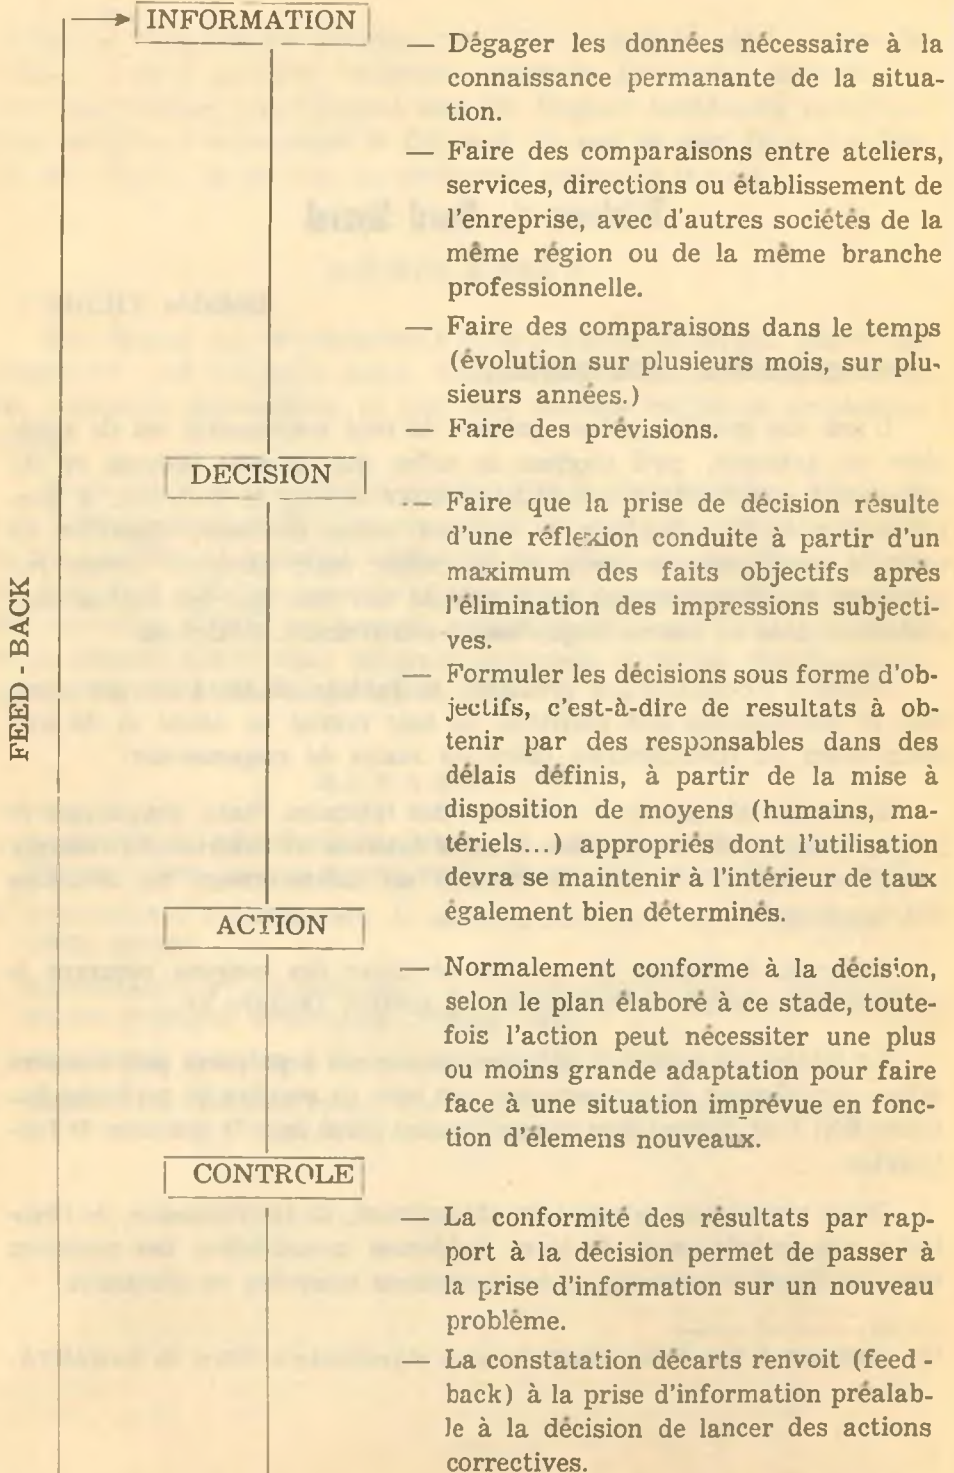 INFORMATION
— Dégager les données nécessaire à la
connaissance permanante de la situa-
tion.
— Faire des comparaisons entre ateliers,
services, directions ou établissement de
l'enreprise, avec d'autres sociétés de la
même région ou de la même branche
professionnelle.
— Faire des comparaisons dans le temps
(évolution sur plusieurs mois, sur plu-
sieurs années.)
— Faire des prévisions.
DECISION
— Faire que la prise de décision résulte
d'une réflexion conduite à partir d'un
maximum des faits objectifs après
l'élimination des impressions subjecti-
ves.
— Formuler les décisions sous forme d'ob-
jectifs, c'est-à-dire de resultats à ob-
tenir par des responsables dans des
délais définis, à partir de la mise à
disposition de moyens (humains, ma-
tériels...) appropriés dont l'utilisation
devra se maintenir à l'intérieur de taux
également bien déterminés.
ACTION
— Normalement conforme à la décision,
selon le plan élaboré à ce stade, toute-
fois l'action peut nécessiter une plus
ou moins grande adaptation pour faire
face à une situation imprévue en fonc-
tion d'élemens nouveaux.
CONTROLE
— La conformité des résultats par rap-
port à la décision permet de passer à
la prise d'information sur un nouveau
problème.
— La constatation décarts renvoit (feed -
back) à la prise d'information préalab-
le à la décision de lancer des actions
correctives.
FEED - BACK